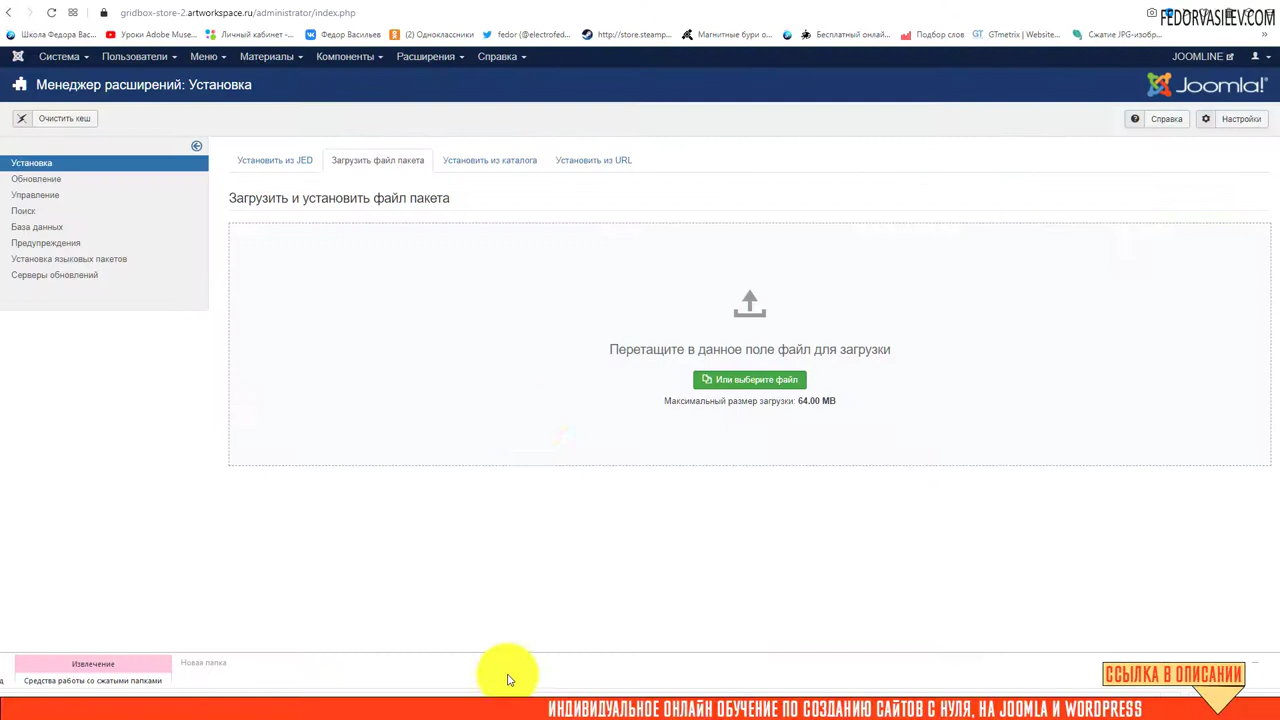 gridbox-store-2.artworkspace.ru/administrator/index.php
FEDORVASILEV.COM
Школа Федора Вас...
Уроки Adobe Muse...
Личный кабинет -...
Федор Васильев
(2) Одноклассники
fedor (@electrofed...
http://store.steamp...
Магнитные бури о...
Бесплатный онлай...
Подбор слов
GTmetrix | Website...
Сжатие JPG-изобр...
»
Система
Пользователи
Меню
Материалы
Компоненты
Расширения
Справка
JOOMLINE
Менеджер расширений: Установка
Joomla!®
Очистить кеш
Справка
Настройки
Установка
Обновление
Управление
Поиск
База данных
Предупреждения
Установка языковых пакетов
Серверы обновлений
Установить из JED
Загрузить файл пакета
Установить из каталога
Установить из URL
Загрузить и установить файл пакета
Перетащите в данное поле файл для загрузки
Или выберите файл
Максимальный размер загрузки: 64.00 MB
Извлечение
Новая папка
Средства работы со сжатыми папками
ССЫЛКА В ОПИСАНИИ
ИНДИВИДУАЛЬНОЕ ОНЛАЙН ОБУЧЕНИЕ ПО СОЗДАНИЮ САЙТОВ С НУЛЯ, НА JOOMLA И WORDPRESS